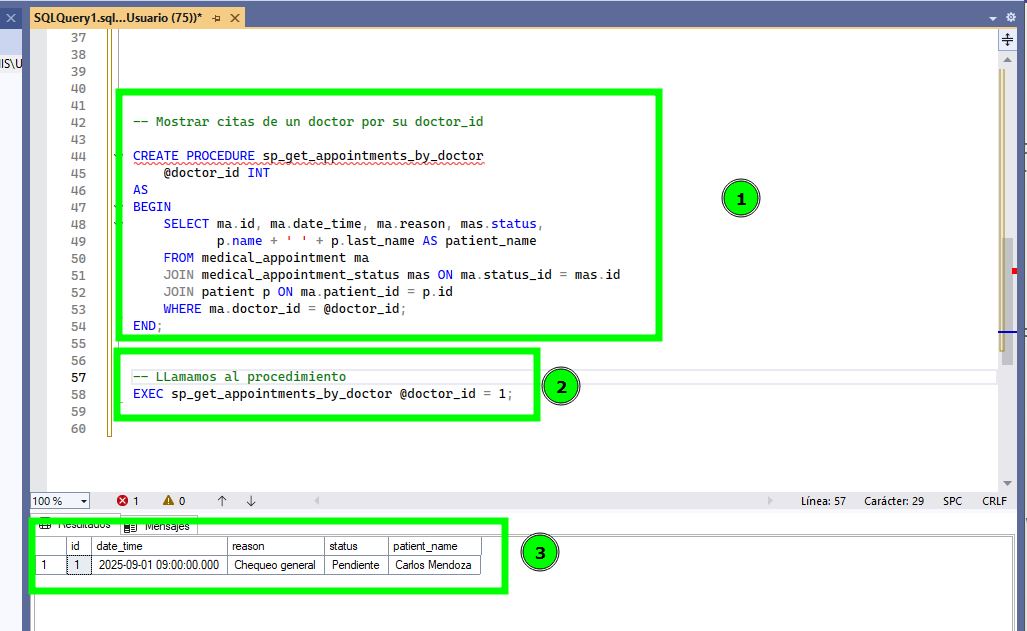 SQLQuery1.sql...Usuario (75))*
IIS\U
37
38
39
40
41
42 -- Mostrar citas de un doctor por su doctor_id
43
44 CREATE PROCEDURE sp_get_appointments_by_doctor
45 @doctor_id INT
46 AS
47 BEGIN
48 SELECT ma.id, ma.date_time, ma.reason, mas.status,
49 p.name + ' ' + p.last_name AS patient_name
50 FROM medical_appointment ma
51 JOIN medical_appointment_status mas ON ma.status_id = mas.id
52 JOIN patient p ON ma.patient_id = p.id
53 WHERE ma.doctor_id = @doctor_id;
54 END;
55
56
57 -- LLamamos al procedimiento
58 EXEC sp_get_appointments_by_doctor @doctor_id = 1;
59
60
1
2
100 % 1 0 Línea: 57 Carácter: 29 SPC CRLF
Resultados Mensajes
id date_time reason status patient_name
1 1 2025-09-01 09:00:00.000 Chequeo general Pendiente Carlos Mendoza
3